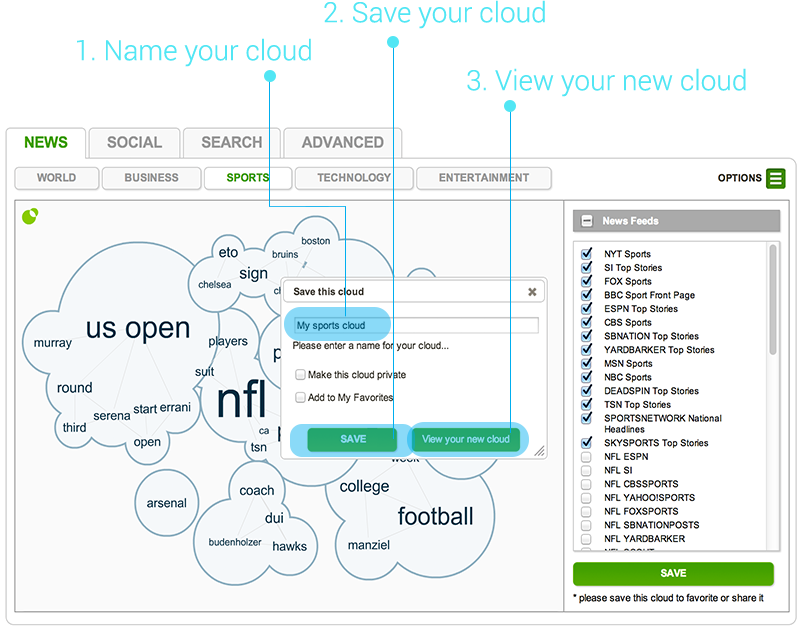 2. Save your cloud
1. Name your cloud
3. View your new cloud
NEWS
SOCIAL
SEARCH
ADVANCED
WORLD
BUSINESS
SPORTS
TECHNOLOGY
ENTERTAINMENT
OPTIONS
us open
murray
round
third
serena
start
errani
open
eto
sign
chelsea
bruins
boston
players
suit
nfl
ca
tsn
arsenal
coach
dui
budenholzer
hawks
week
college
football
manziel
Save this cloud
My sports cloud
Please enter a name for your cloud...
Make this cloud private
Add to My Favorites
SAVE
View your new cloud
News Feeds
NYT Sports
SI Top Stories
FOX Sports
BBC Sport Front Page
ESPN Top Stories
CBS Sports
SBNATION Top Stories
YARDBARKER Top Stories
MSN Sports
NBC Sports
DEADSPIN Top Stories
TSN Top Stories
SPORTSNETWORK National
Headlines
SKYSPORTS Top Stories
NFL ESPN
NFL SI
NFL CBSSPORTS
NFL YAHOO!SPORTS
NFL FOXSPORTS
NFL SBNATIONPOSTS
NFL YARDBARKER
SAVE
* please save this cloud to favorite or share it